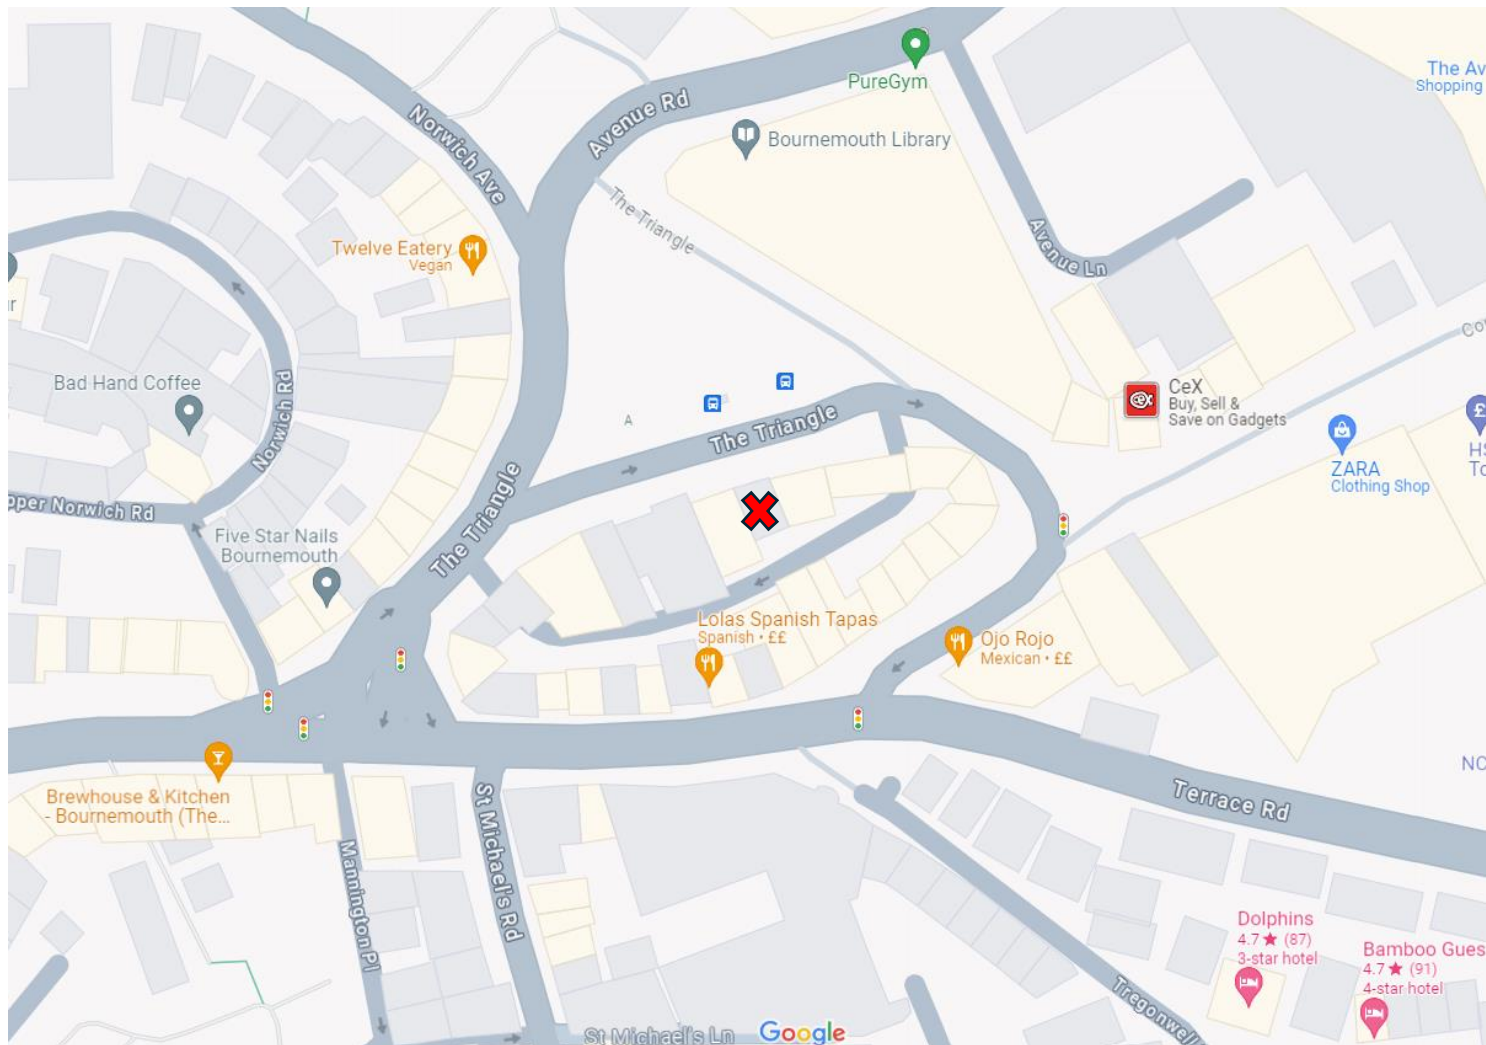 PureGym
The Av
Shopping
Norwich Ave
Avenue Rd
Bournemouth Library
The Triangle
Avenue Ln
Twelve Eatery
Vegan
ır
Bad Hand Coffee
Norwich Rd
A
The Triangle
CeX
Buy, Sell &
Save on Gadgets
ZARA
Clothing Shop
The Triangle
pper Norwich Rd
Five Star Nails
Bournemouth
Lolas Spanish Tapas
Spanish • ££
Ojo Rojo
Mexican • ££
Brewhouse & Kitchen
- Bournemouth (The...
Terrace Rd
NC
St Michael's Rd
Mannington Pl
Dolphins
4.7 ★ (87)
3-star hotel
Bamboo Gues
4.7 ★ (91)
4-star hotel
Tregonwell
St Michael's Ln
Google